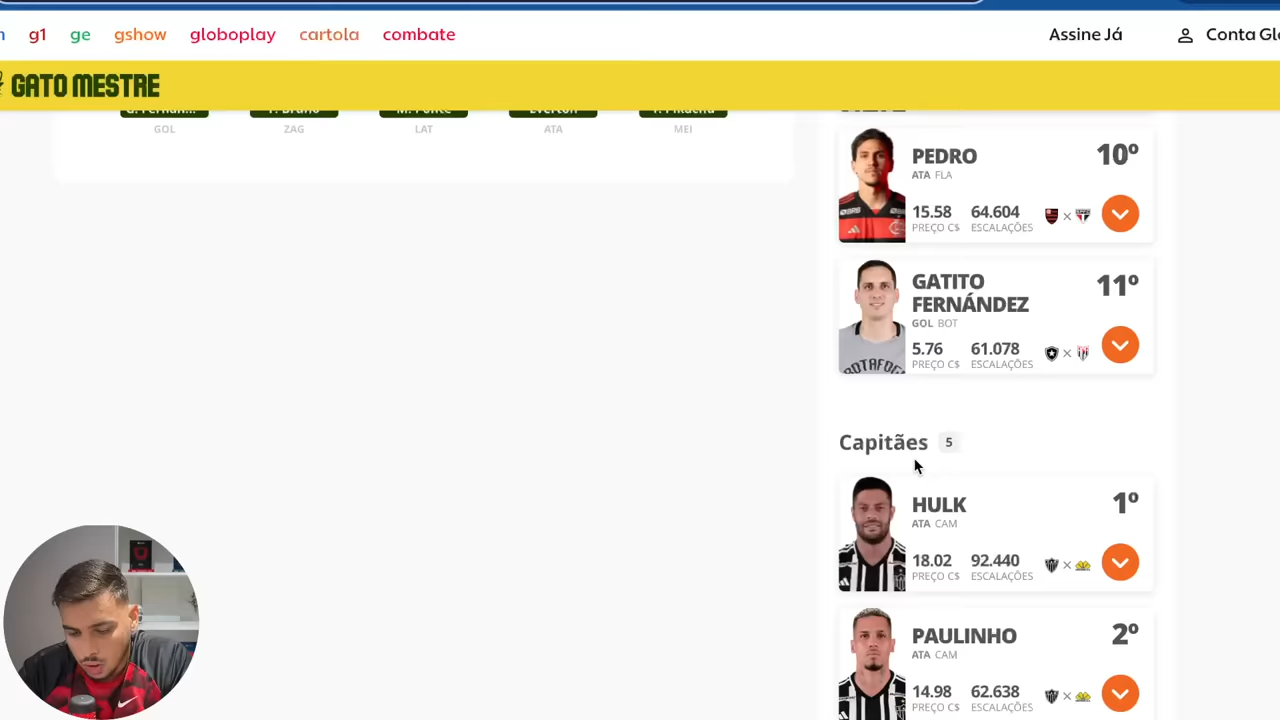 g1 ge gshow globoplay cartola combate Assine Já Conta Gl
GATO MESTRE
GOL ZAG LAT ATA MEI
PEDRO 10º
ATA FLA
15.58 64.604
PREÇO C$ ESCALAÇÕES
GATITO 11º
FERNÁNDEZ
GOL BOT
5.76 61.078
PREÇO C$ ESCALAÇÕES
BOTAFOG
Capitães 5
HULK 1º
ATA CAM
18.02 92.440
PREÇO C$ ESCALAÇÕES
PAULINHO 2º
ATA CAM
14.98 62.638
PREÇO C$ ESCALAÇÕES